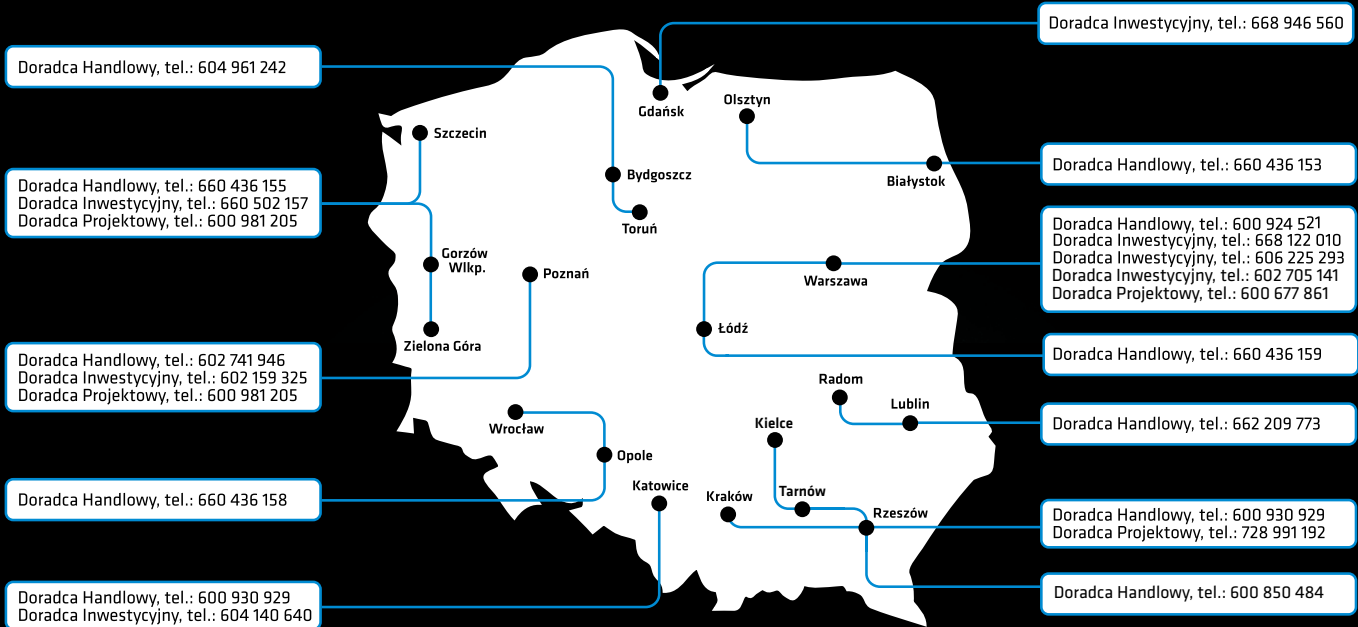 Doradca Inwestycyjny, tel.: 668 946 560
Doradca Handlowy, tel.: 604 961 242
Gdańsk
Olsztyn
Szczecin
Doradca Handlowy, tel.: 660 436 153
Bydgoszcz
Białystok
Doradca Handlowy, tel.: 660 436 155
Doradca Inwestycyjny, tel.: 660 502 157
Doradca Projektowy, tel.: 600 981 205
Toruń
Doradca Handlowy, tel.: 600 924 521
Doradca Inwestycyjny, tel.: 668 122 010
Doradca Inwestycyjny, tel.: 606 225 293
Doradca Inwestycyjny, tel.: 602 705 141
Doradca Projektowy, tel.: 600 677 861
Gorzów
Wlkp.
Poznań
Warszawa
Łódź
Zielona Góra
Doradca Handlowy, tel.: 660 436 159
Doradca Handlowy, tel.: 602 741 946
Doradca Inwestycyjny, tel.: 602 159 325
Doradca Projektowy, tel.: 600 981 205
Radom
Lublin
Doradca Handlowy, tel.: 662 209 773
Wrocław
Kielce
Opole
Katowice
Kraków
Tarnów
Rzeszów
Doradca Handlowy, tel.: 660 436 158
Doradca Handlowy, tel.: 600 930 929
Doradca Projektowy, tel.: 728 991 192
Doradca Handlowy, tel.: 600 930 929
Doradca Inwestycyjny, tel.: 604 140 640
Doradca Handlowy, tel.: 600 850 484